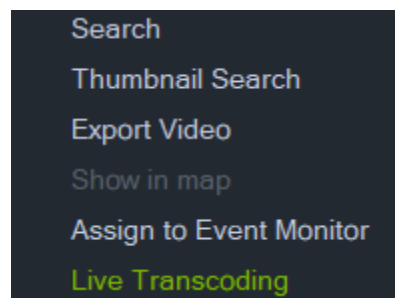 Search
Thumbnail Search
Export Video
Show in map
Assign to Event Monitor
Live Transcoding